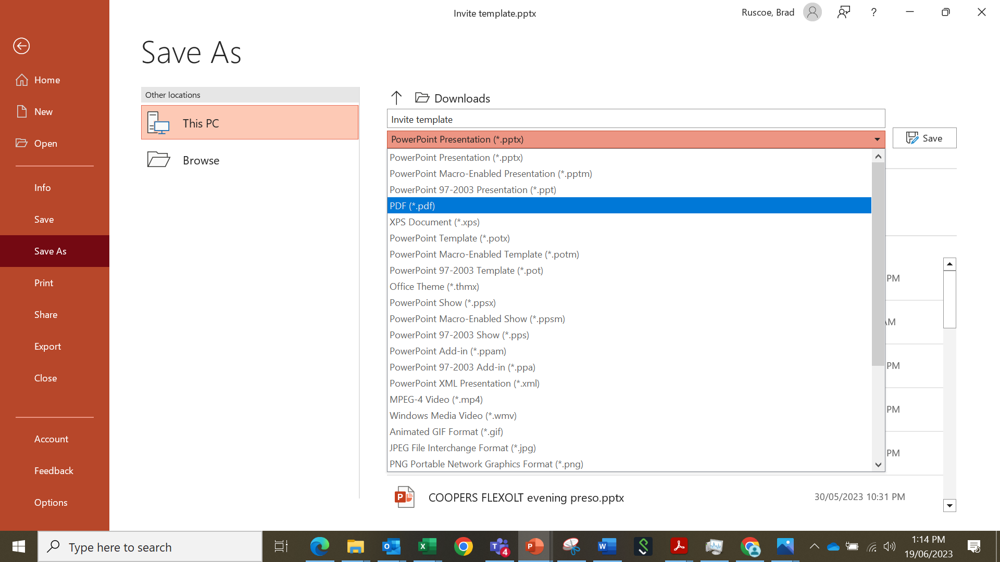 Invite template.pptx
Ruscoe, Brad
?
Save As
Home
New
Open
Info
Save
Save As
Print
Share
Export
Close
Account
Feedback
Options
Other locations
This PC
Browse
Downloads
Invite template
PowerPoint Presentation (*.pptx)
Save
PowerPoint Presentation (*.pptx)
PowerPoint Macro-Enabled Presentation (*.pptm)
PowerPoint 97-2003 Presentation (*.ppt)
PDF (*.pdf)
XPS Document (*.xps)
PowerPoint Template (*.potx)
PowerPoint Macro-Enabled Template (*.potm)
PowerPoint 97-2003 Template (*.pot)
Office Theme (*.thmx)
PowerPoint Show (*.ppsx)
PowerPoint Macro-Enabled Show (*.ppsm)
PowerPoint 97-2003 Show (*.pps)
PowerPoint Add-in (*.ppam)
PowerPoint 97-2003 Add-in (*.ppa)
PowerPoint XML Presentation (*.xml)
MPEG-4 Video (*.mp4)
Windows Media Video (*.wmv)
Animated GIF Format (*.gif)
JPEG File Interchange Format (*.jpg)
PNG Portable Network Graphics Format (*.png)
PM
AM
PM
PM
PM
COOPERS FLEXOLT evening preso.pptx
30/05/2023 10:31 PM
Type here to search
4
1:14 PM
19/06/2023